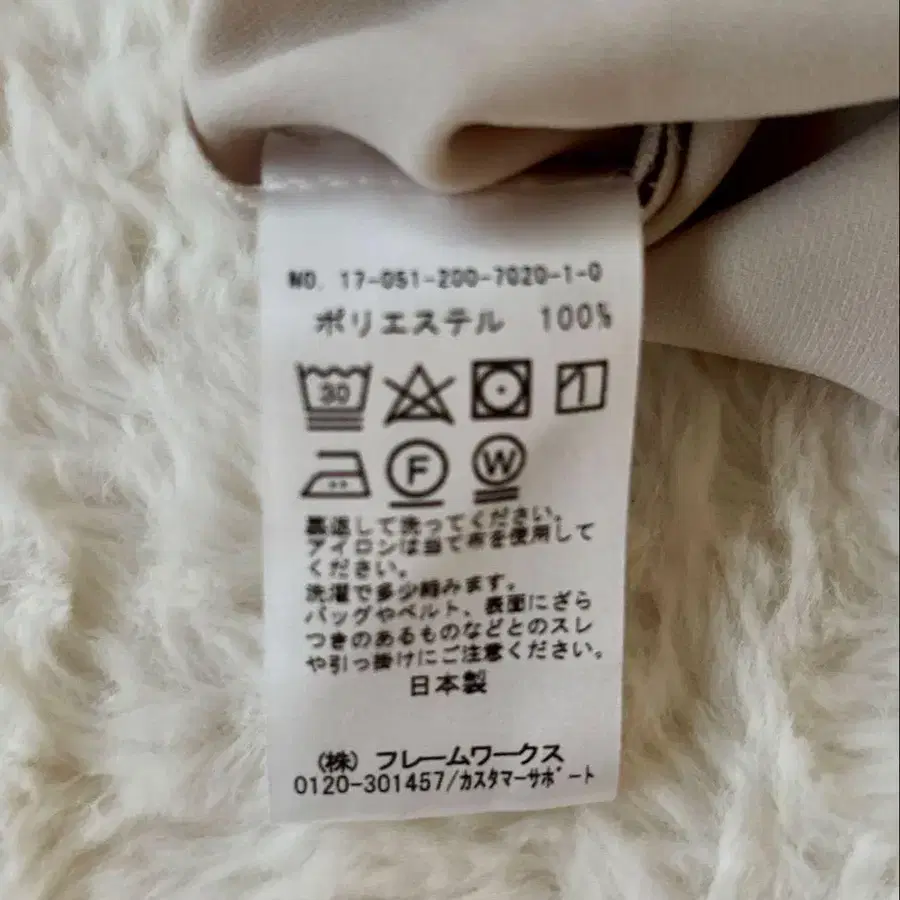 NO. 17-051-200-7020-1-0
ポリエステル 100%
30
F W
裏返して洗ってください。
アイロンは当て布を使用して
ください。
洗濯で多少縮みます。
バッグやベルト、表面にざら
つきのあるものなどとのスレ
や引っ掛けにご注意ください。
日本製
(株) フレームワークス
0120-301457/カスタマーサポート